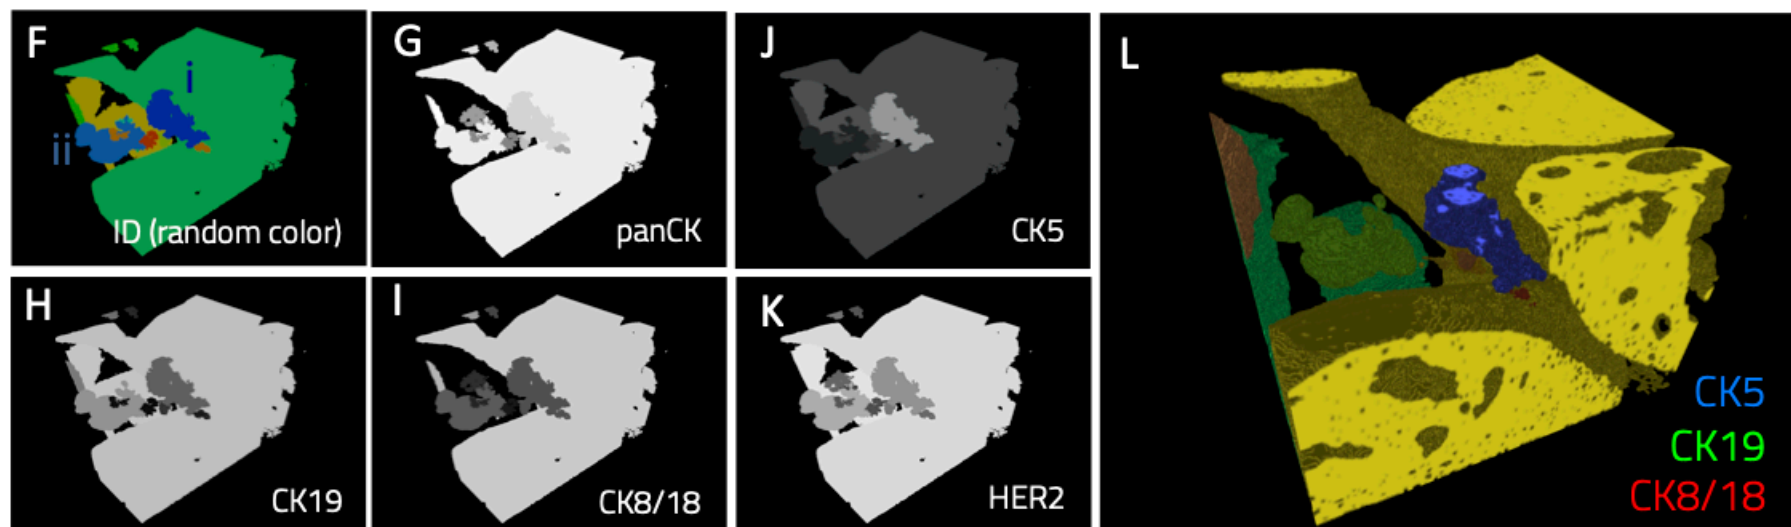 F
i
ii
ID (random color)
G
panCK
J
CK5
H
CK19
I
CK8/18
K
HER2
L
CK5
CK19
CK8/18